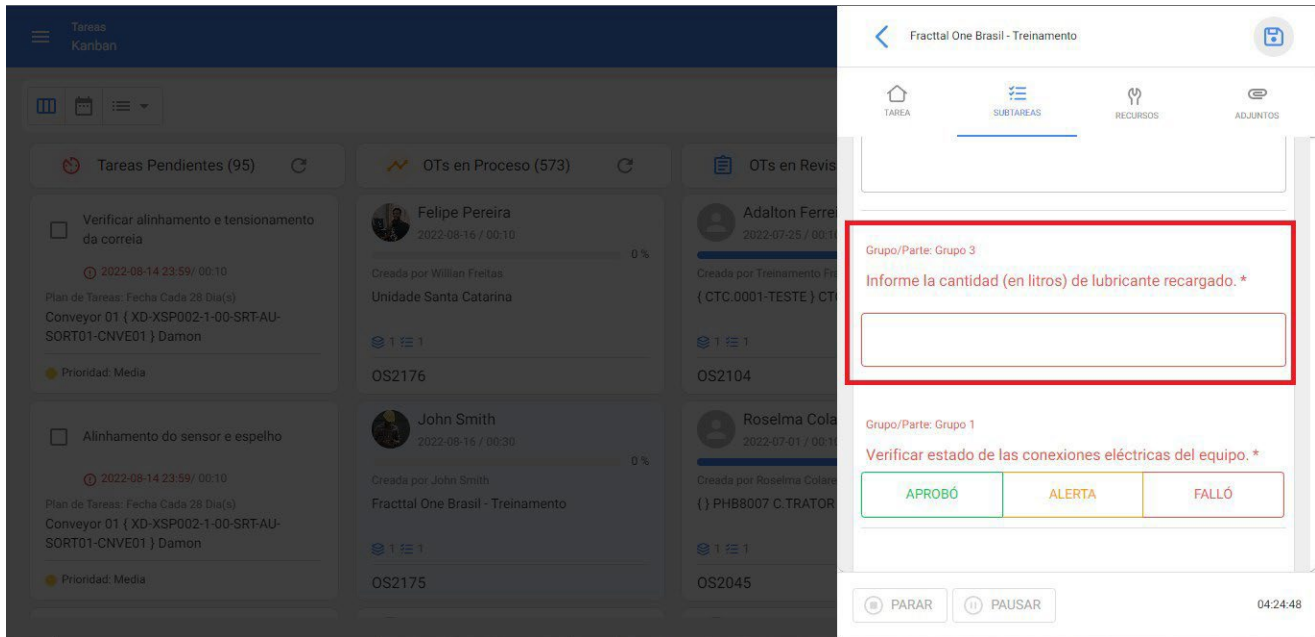 Tareas
Kanban
Tareas Pendientes (95)
Verificar alinhamento e tensionamento
da correia
2022-08-14 23:59/ 00:10
Plan de Tareas: Fecha Cada 28 Dia(s)
Conveyor 01 { XD-XSP002-1-00-SRT-AU-
SORT01-CNVE01 } Damon
Prioridad: Media
Alinhamento do sensor e espelho
2022-08-14 23:59/ 00:10
Plan de Tareas: Fecha Cada 28 Dia(s)
Conveyor 01 { XD-XSP002-1-00-SRT-AU-
SORT01-CNVE01 } Damon
Prioridad: Media
OTs en Proceso (573)
Felipe Pereira
2022-08-16 / 00:10
0 %
Creada por Willian Freitas
Unidade Santa Catarina
1 1
OS2176
John Smith
2022-08-16 / 00:30
0 %
Creada por John Smith
Fracttal One Brasil - Treinamento
1 1
OS2175
OTs en Revis
Adalton Ferrei
2022-07-25 / 00:10
Creada por Treinamento Fra
{ CTC.0001-TESTE } CT
1 1
OS2104
Roselma Cola
2022-07-01 / 00:10
Creada por Roselma Colare
{ } PHB8007 C.TRATOR
1 1
OS2045
Fracttal One Brasil - Treinamento
TAREA
SUBTAREAS
RECURSOS
ADJUNTOS
Grupo/Parte: Grupo 3
Informe la cantidad (en litros) de lubricante recargado. *
Grupo/Parte: Grupo 1
Verificar estado de las conexiones eléctricas del equipo. *
APROBÓ
ALERTA
FALLÓ
PARAR
PAUSAR
04:24:48